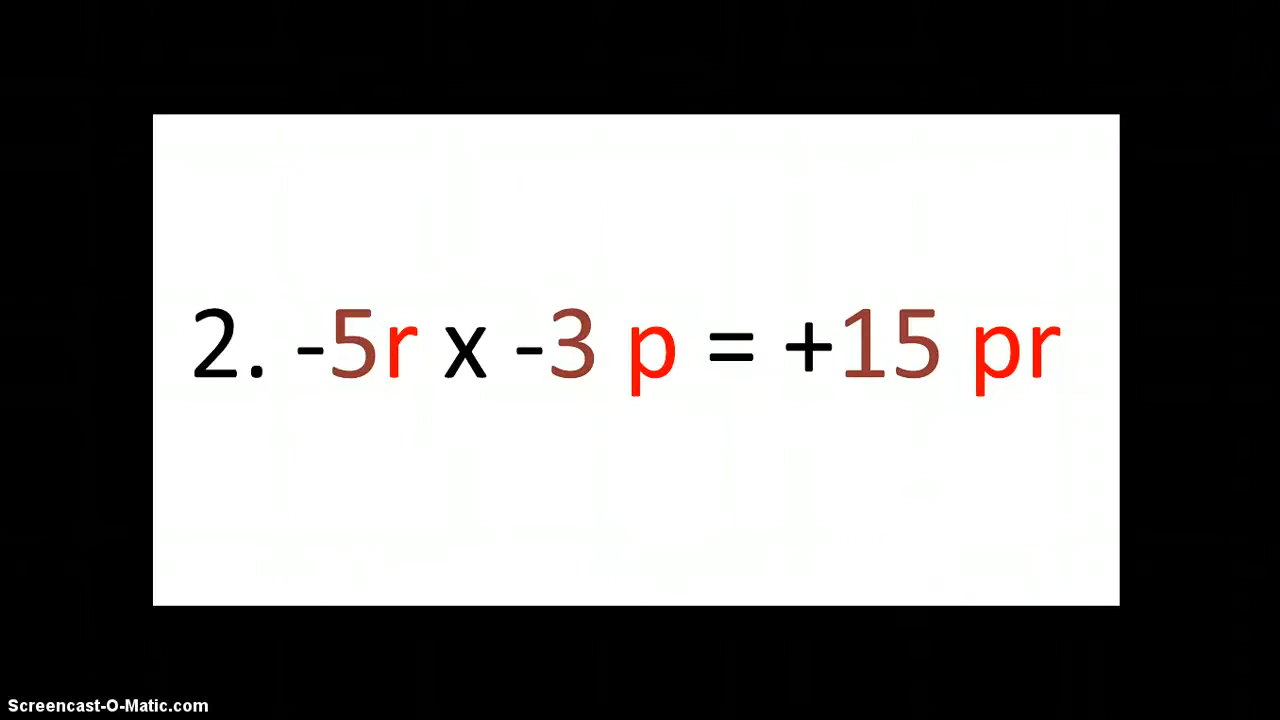 2. -5r x -3 p = +15 pr
Screencast-O-Matic.com